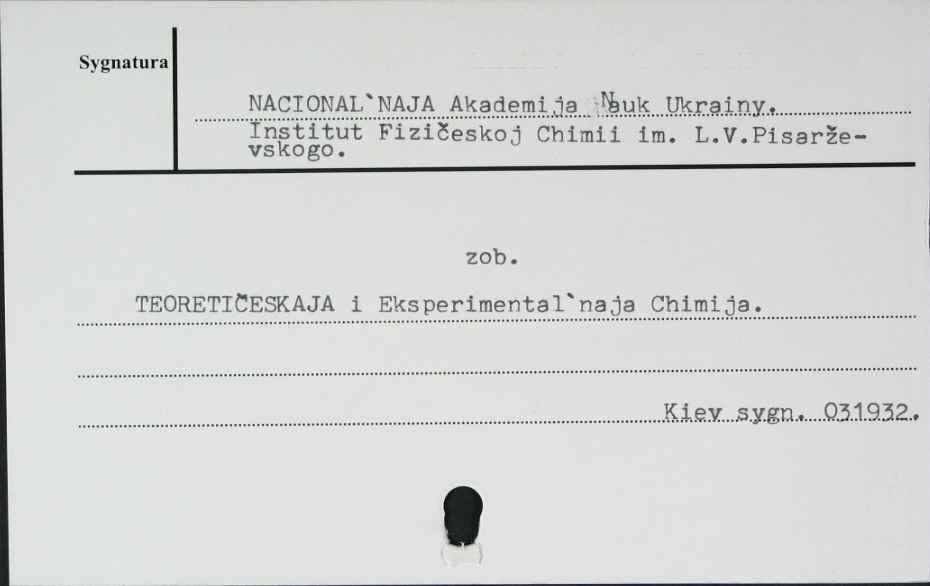 Sygnatura
NACIONAL`NAJA Akademija Nauk Ukrainy.
Institut Fizičeskoj Chimii im. L.V.Pisarže-
vskogo.
zob.
TEORETIČESKAJA i Eksperimental`naja Chimija.
Kiev sygn. 031932.